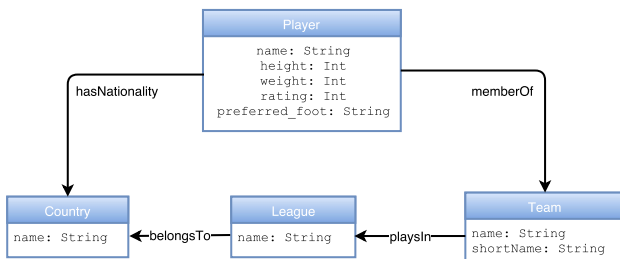 Player
name: String
height: Int
weight: Int
rating: Int
preferred_foot: String
hasNationality
memberOf
Country
name: String
belongsTo
League
name: String
playsIn
Team
name: String
shortName: String